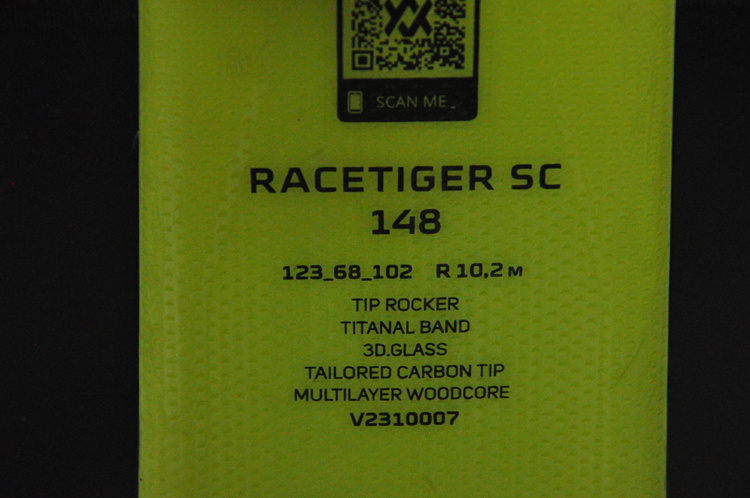 SCAN ME_
RACETIGER SC
148
123_68_102 R 10,2 M
TIP ROCKER
TITANAL BAND
3D.GLASS
TAILORED CARBON TIP
MULTILAYER WOODCORE
V2310007